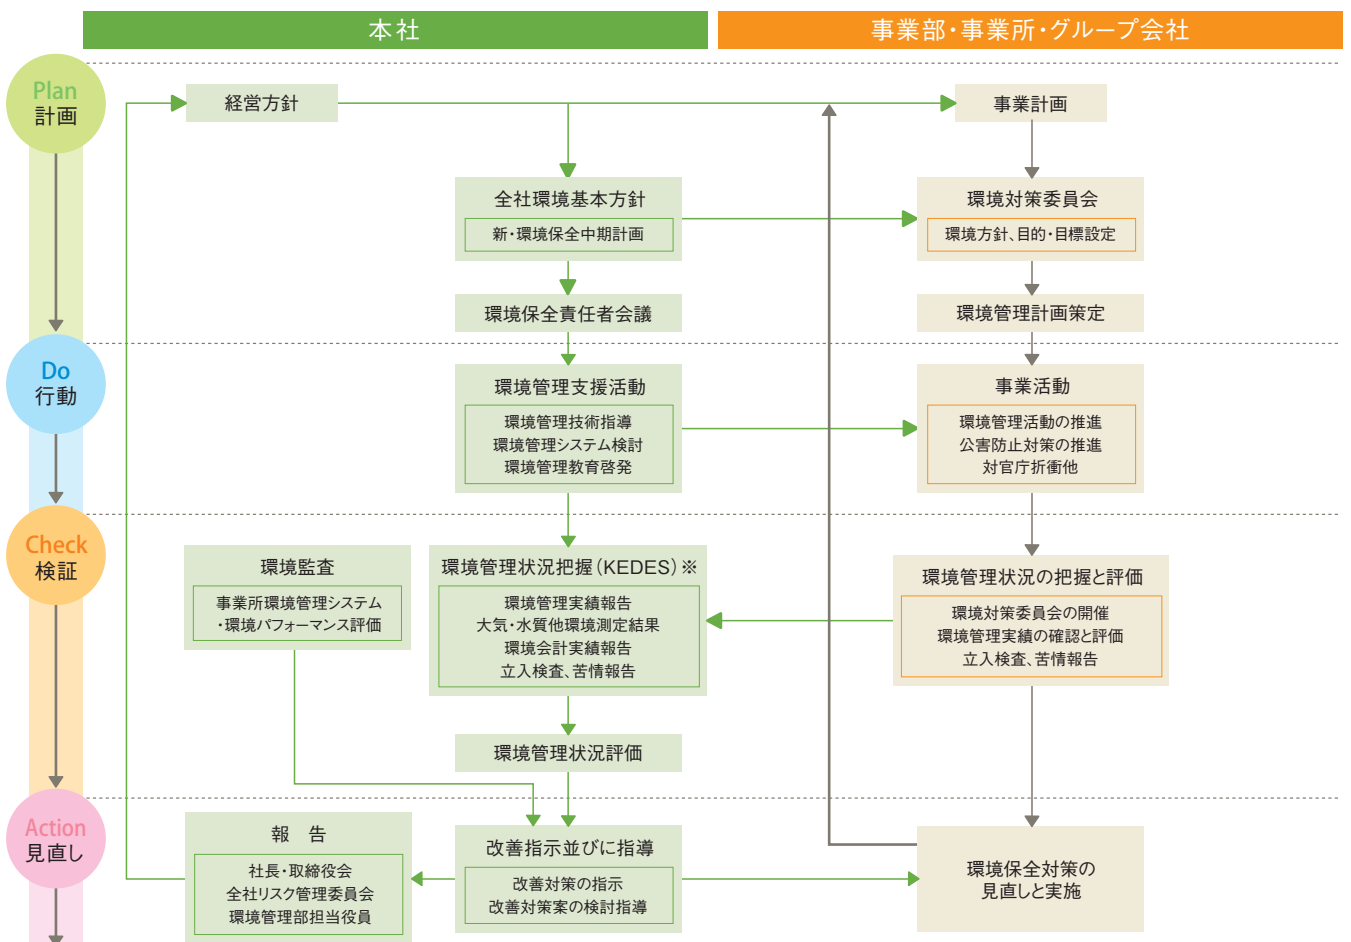 本社
事業部・事業所・グループ会社
Plan
計画
経営方針
事業計画
全社環境基本方針
新・環境保全中期計画
環境対策委員会
環境方針、目的・目標設定
環境保全責任者会議
環境管理計画策定
Do
行動
環境管理支援活動
環境管理技術指導
環境管理システム検討
環境管理教育啓発
事業活動
環境管理活動の推進
公害防止対策の推進
対官庁折衝他
Check
検証
環境監査
事業所環境管理システム
・環境パフォーマンス評価
環境管理状況把握（KEDES）※
環境管理実績報告
大気・水質他環境測定結果
環境会計実績報告
立入検査、苦情報告
環境管理状況の把握と評価
環境対策委員会の開催
環境管理実績の確認と評価
立入検査、苦情報告
環境管理状況評価
Action
見直し
報　告
社長・取締役会
全社リスク管理委員会
環境管理部担当役員
改善指示並びに指導
改善対策の指示
改善対策案の検討指導
環境保全対策の
見直しと実施